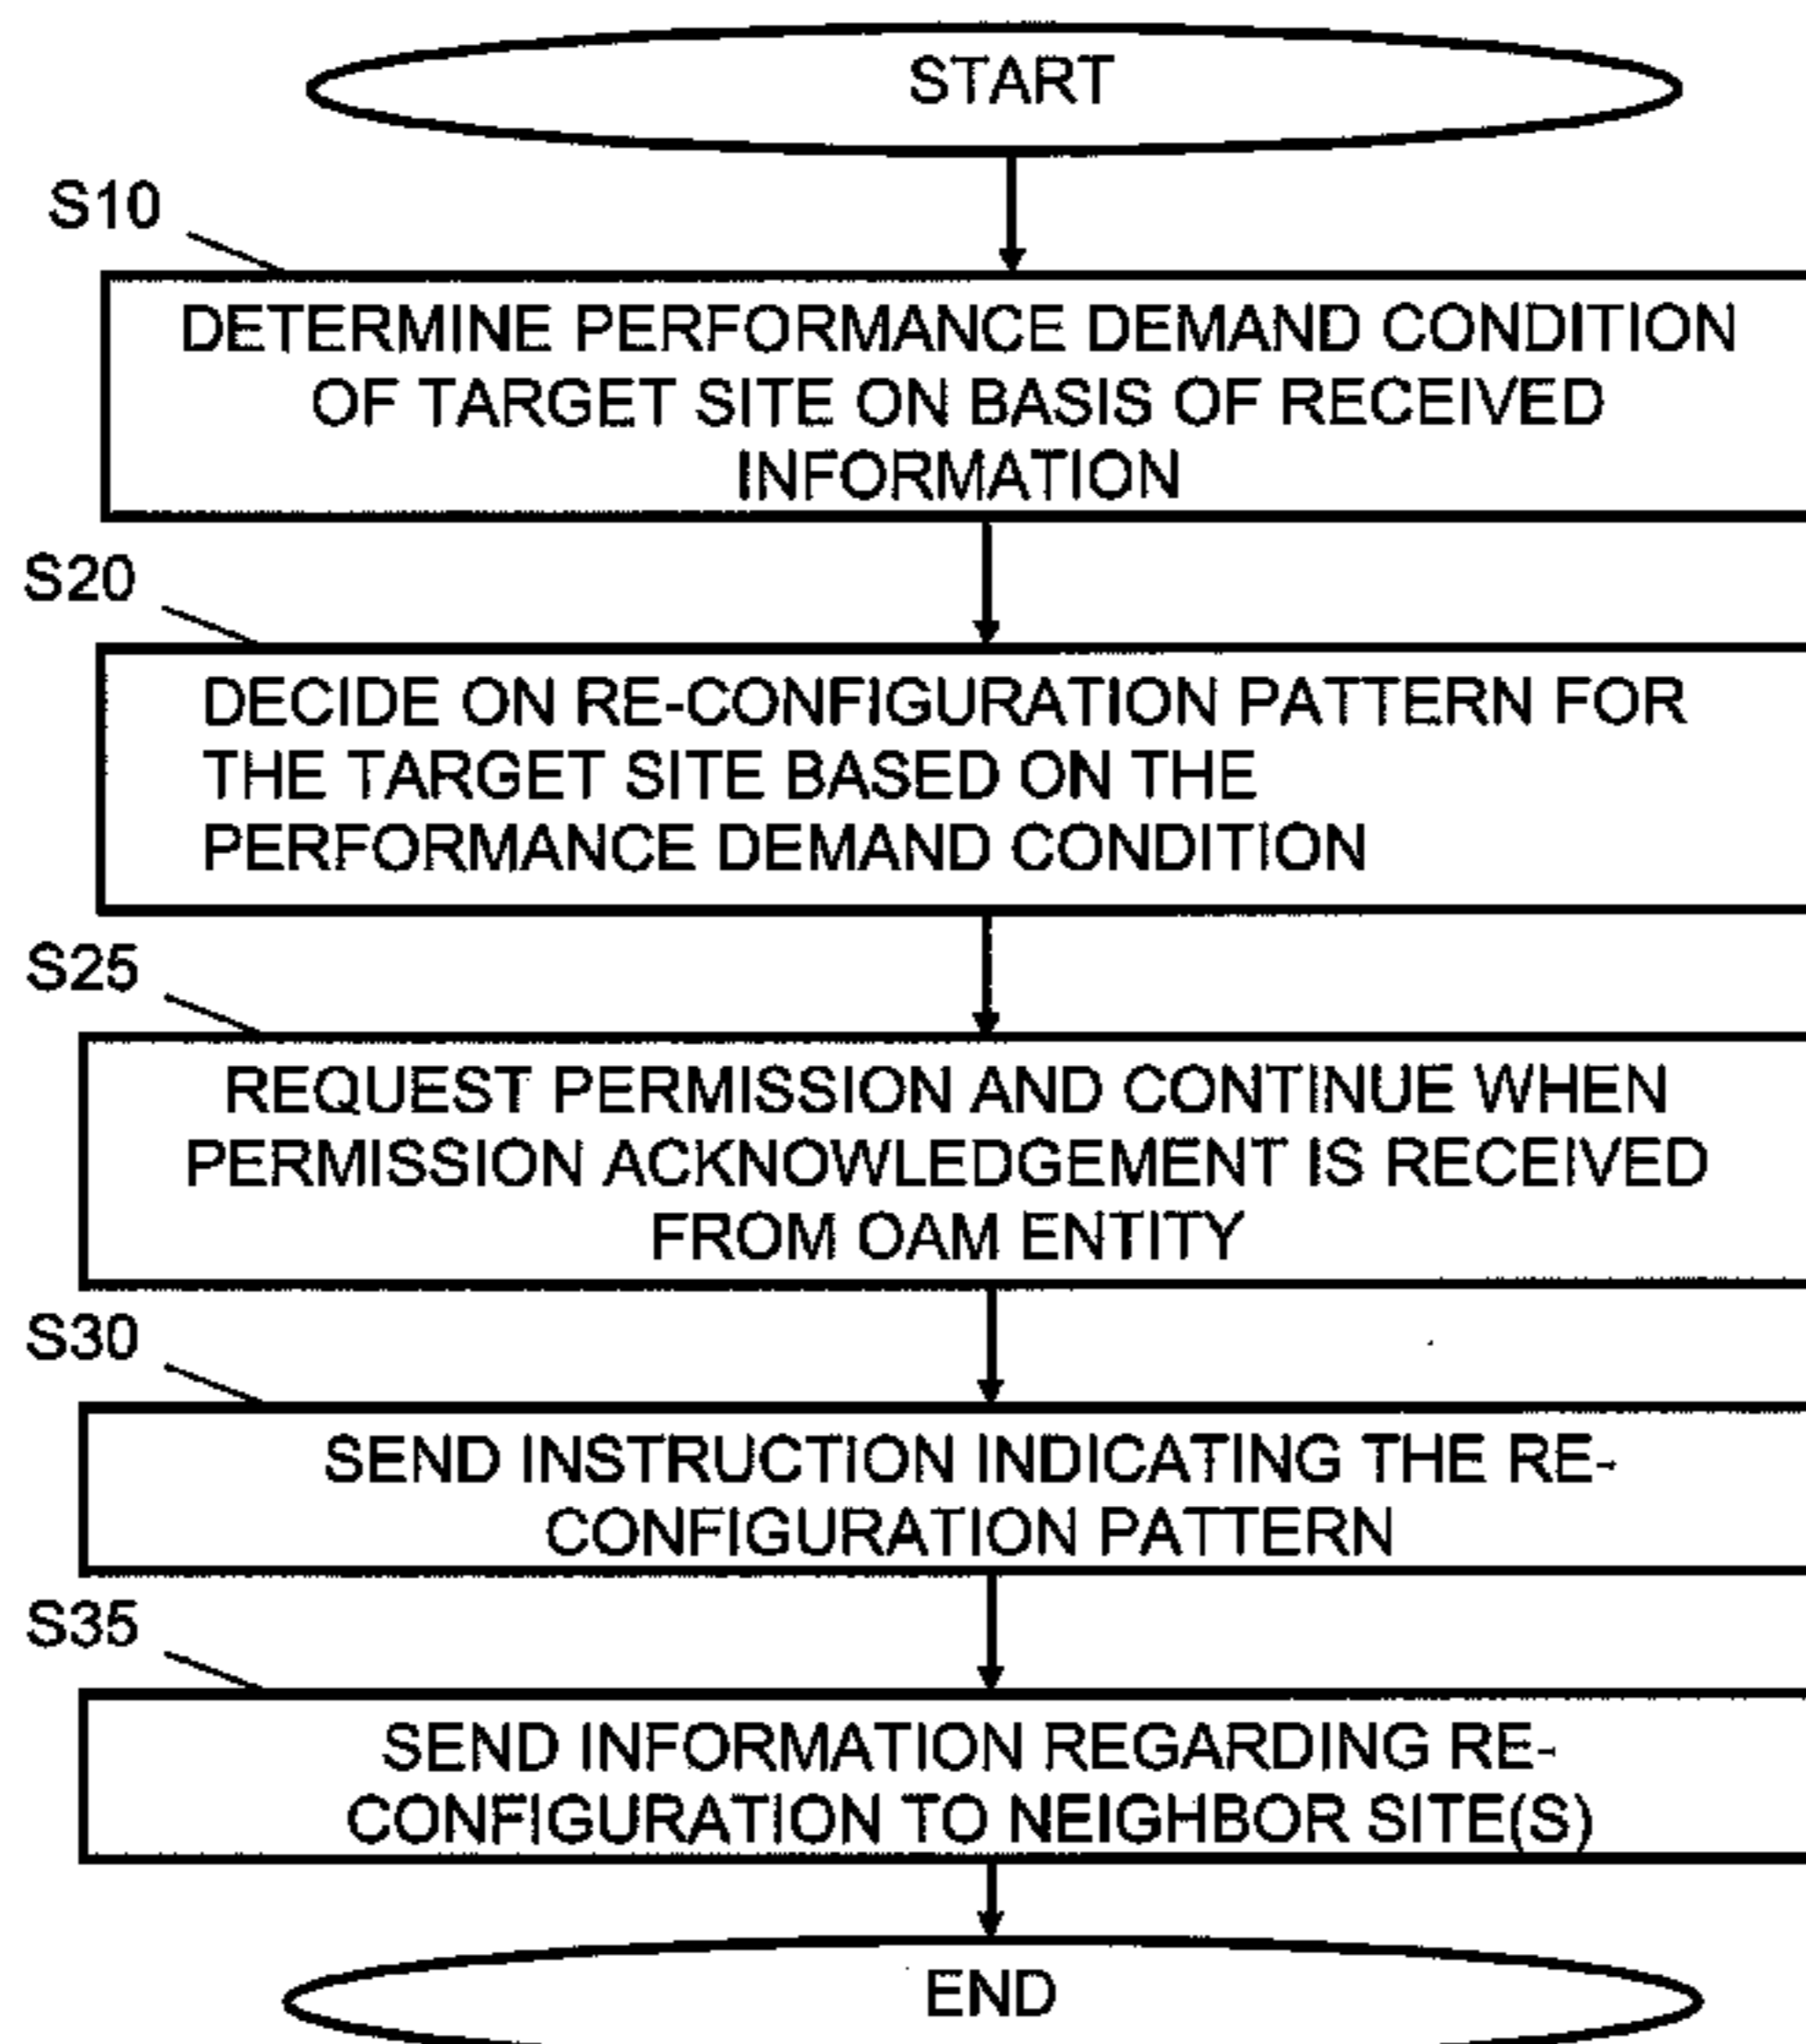 START
S10
DETERMINE PERFORMANCE DEMAND CONDITION
OF TARGET SITE ON BASIS OF RECEIVED
INFORMATION
S20
DECIDE ON RE-CONFIGURATION PATTERN FOR
THE TARGET SITE BASED ON THE
PERFORMANCE DEMAND CONDITION
S25
REQUEST PERMISSION AND CONTINUE WHEN
PERMISSION ACKNOWLEDGEMENT IS RECEIVED
FROM OAM ENTITY
S30
SEND INSTRUCTION INDICATING THE RE-
CONFIGURATION PATTERN
S35
SEND INFORMATION REGARDING RE-
CONFIGURATION TO NEIGHBOR SITE(S)
END